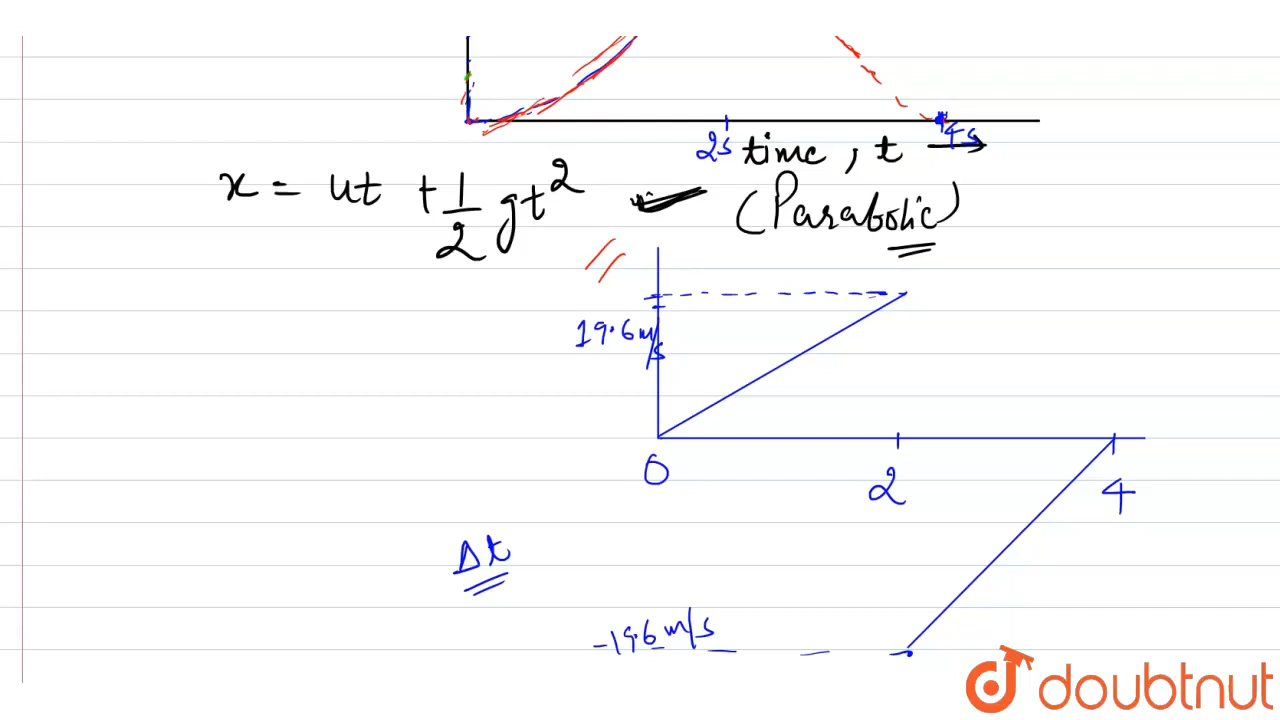 2s time, t → 4s
x = ut + 1/2 gt² (Parabolic)
19.6 m/s
0 2 4
Δt
-19.6 m/s
doubtnut